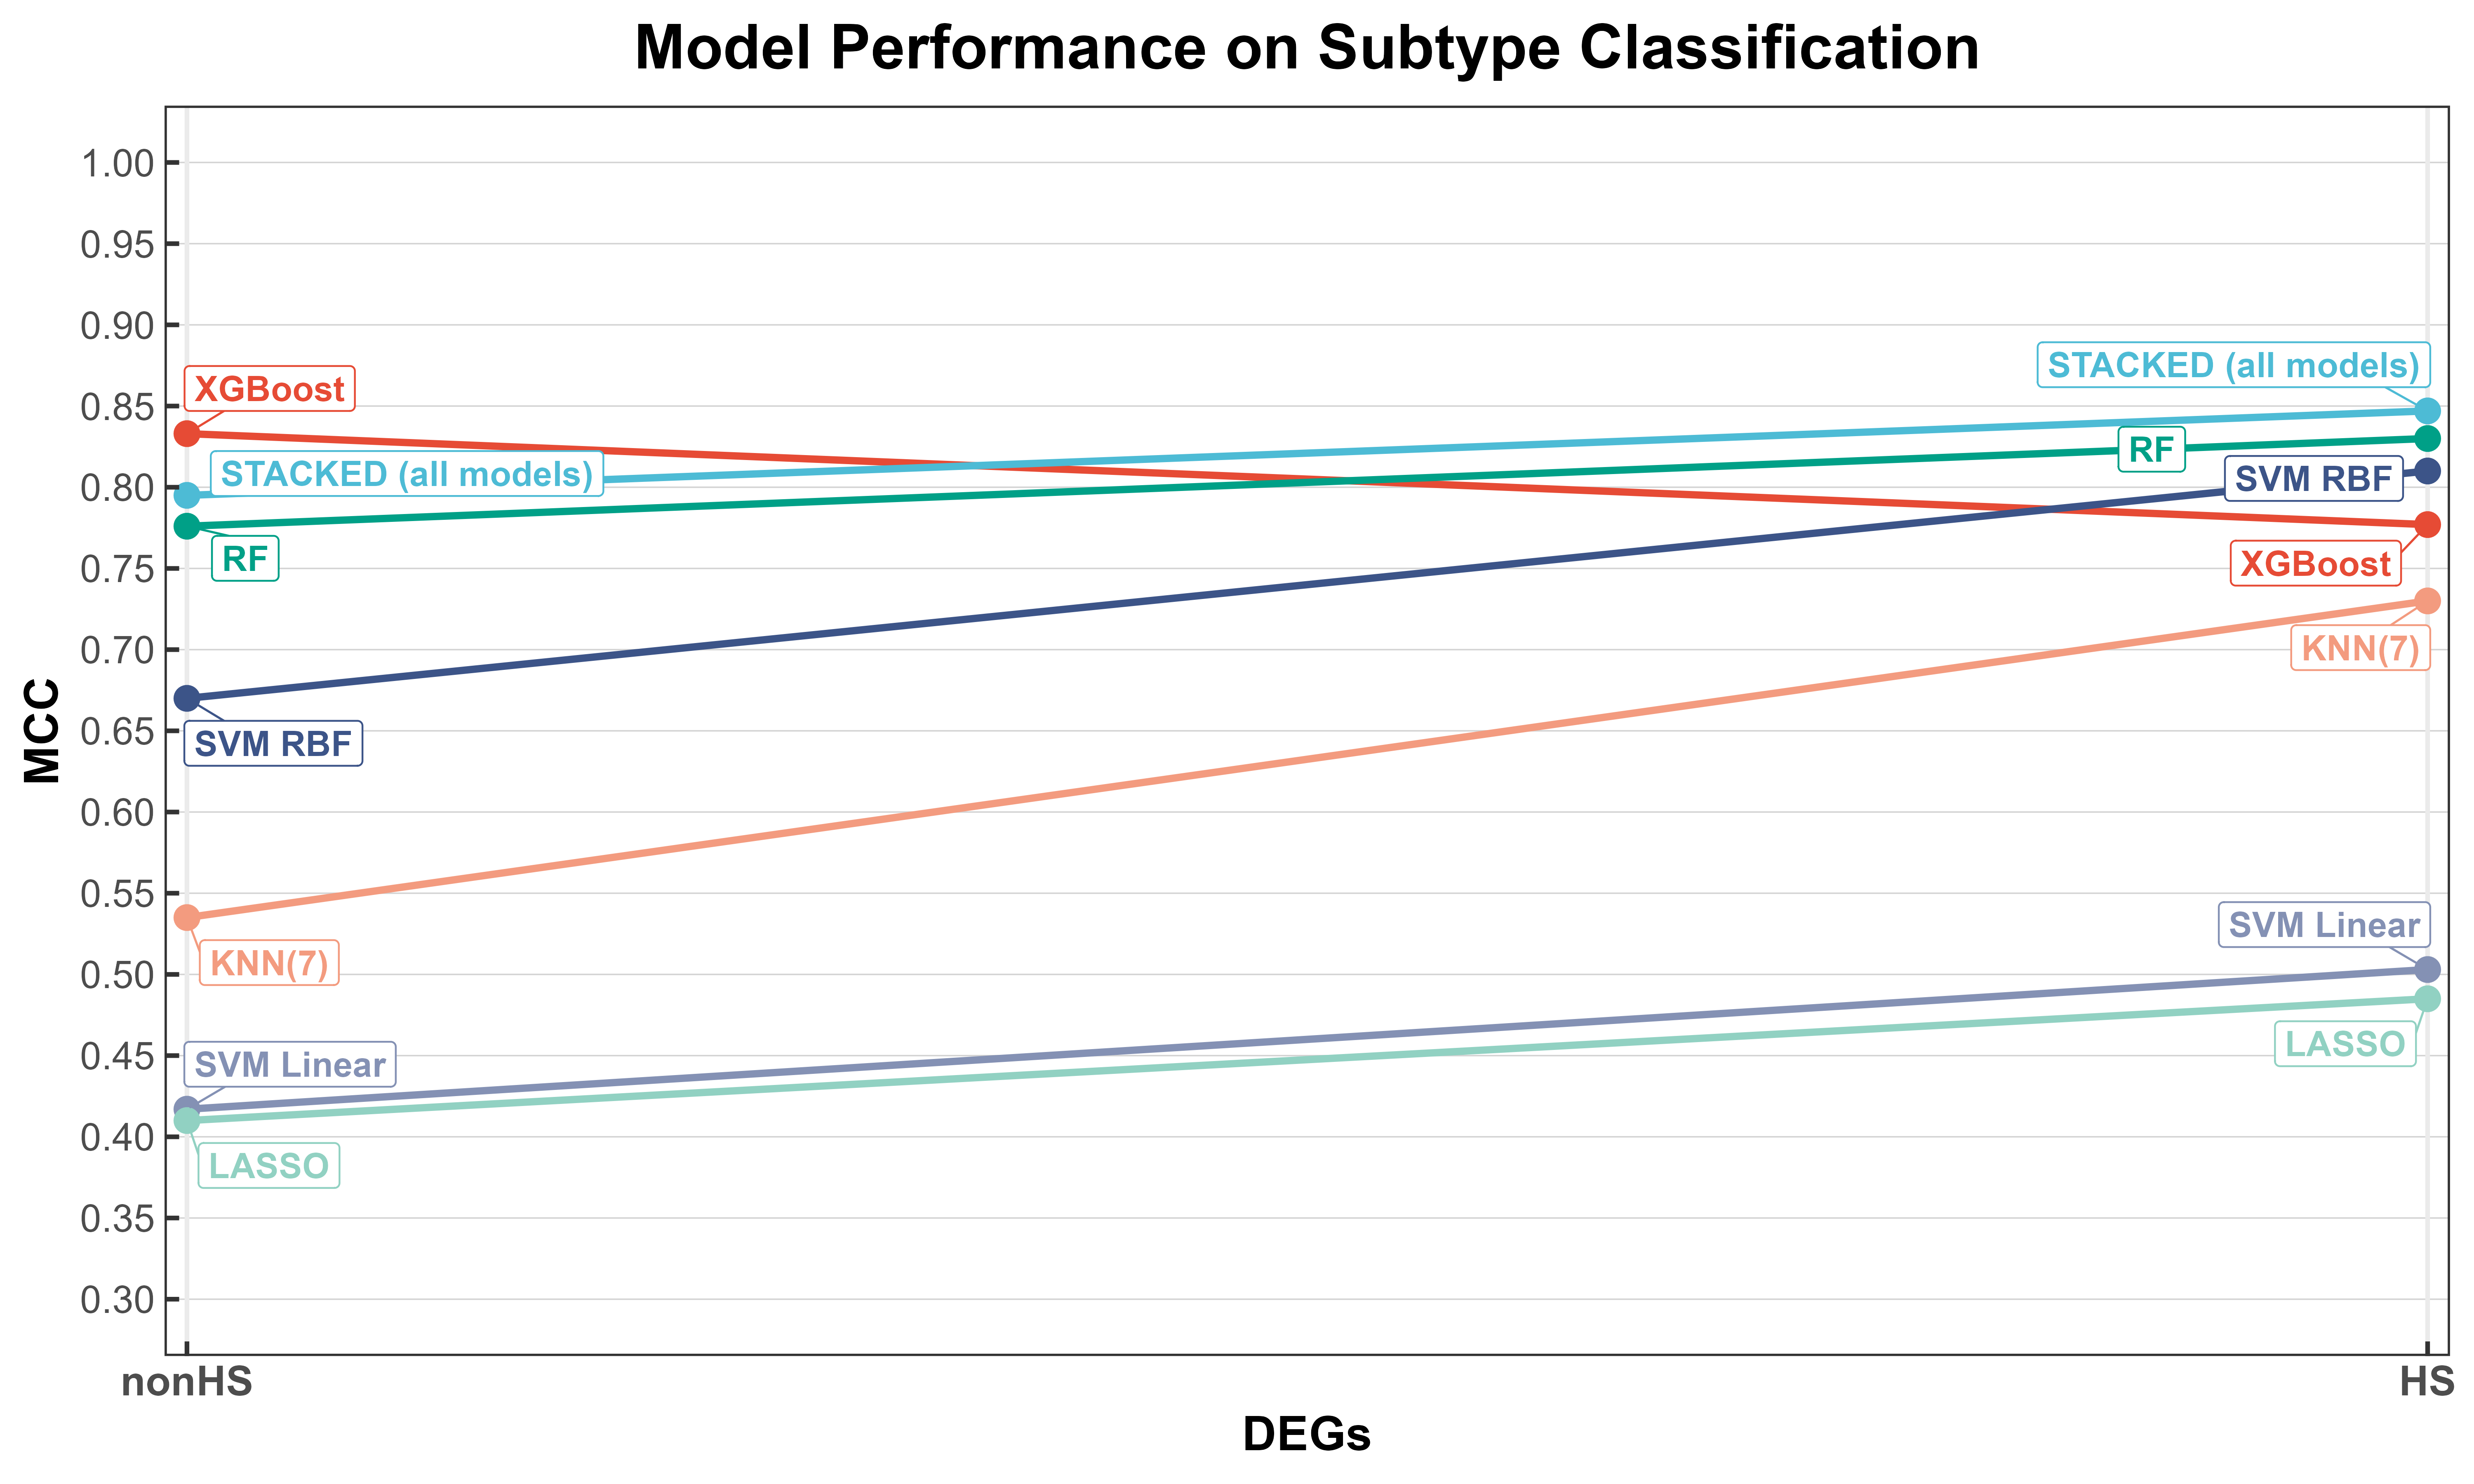 Model Performance on Subtype Classification
MCC
1.00
0.95
0.90
0.85
0.80
0.75
0.70
0.65
0.60
0.55
0.50
0.45
0.40
0.35
0.30
XGBoost
STACKED (all models)
RF
SVM RBF
KNN(7)
SVM Linear
LASSO
STACKED (all models)
RF
SVM RBF
XGBoost
KNN(7)
SVM Linear
LASSO
nonHS
HS
DEGs